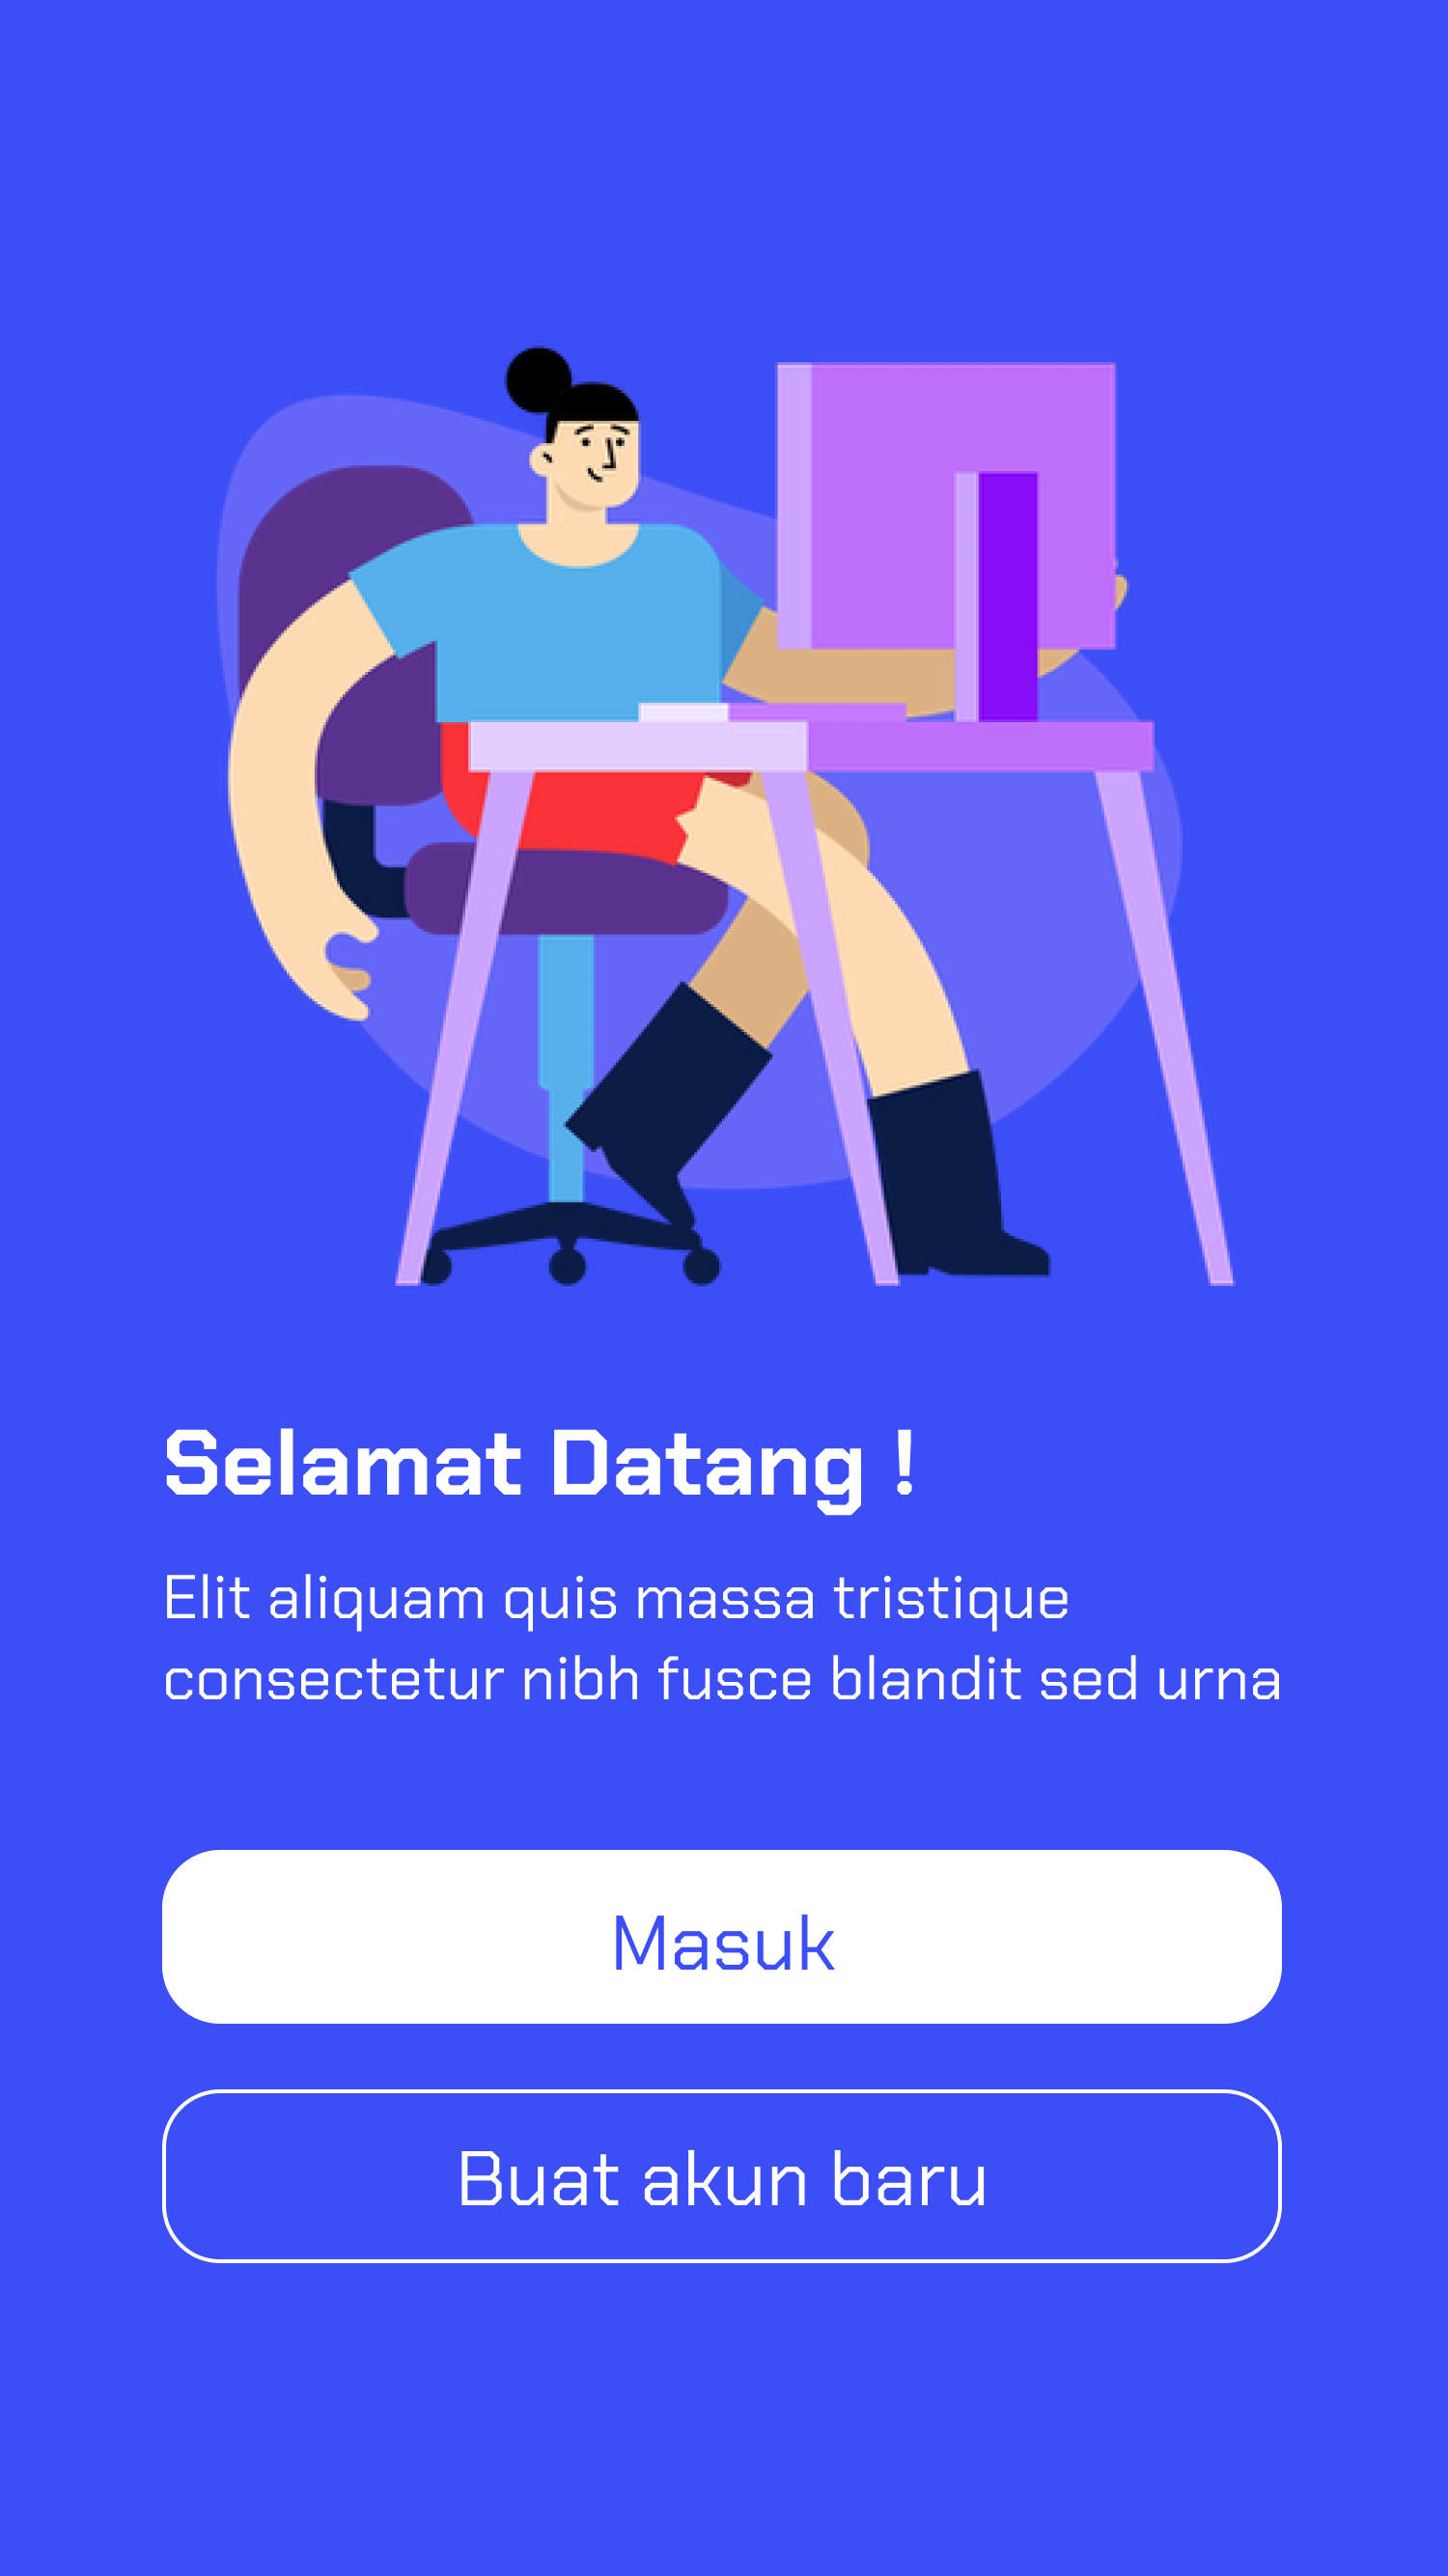 Selamat Datang !
Elit aliquam quis massa tristique
consectetur nibh fusce blandit sed urna
Masuk
Buat akun baru